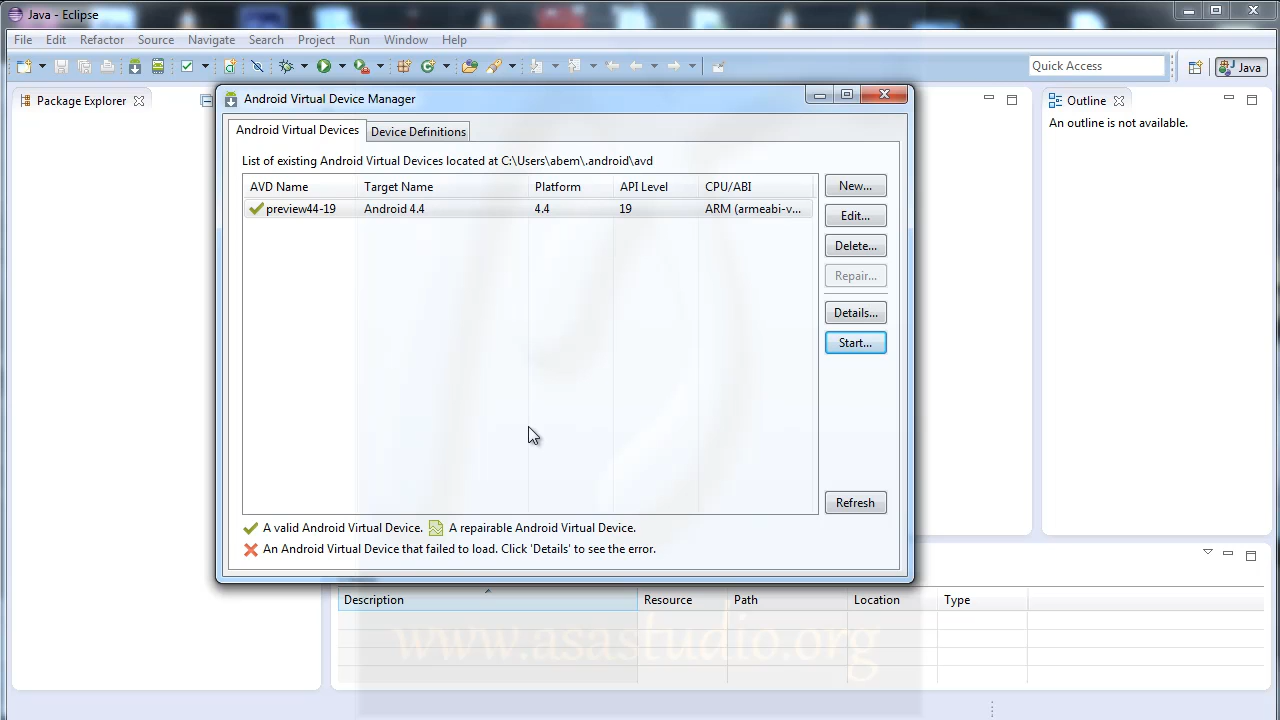 Java - Eclipse
File Edit Refactor Source Navigate Search Project Run Window Help
Quick Access
Java
Package Explorer
Android Virtual Device Manager
Outline
An outline is not available.
Android Virtual Devices Device Definitions
List of existing Android Virtual Devices located at C:\Users\abem\.android\avd
AVD Name Target Name Platform API Level CPU/ABI
preview44-19 Android 4.4 4.4 19 ARM (armeabi-v...
New...
Edit...
Delete...
Repair...
Details...
Start...
Refresh
A valid Android Virtual Device. A repairable Android Virtual Device.
An Android Virtual Device that failed to load. Click 'Details' to see the error.
Description Resource Path Location Type
www.asastudio.org